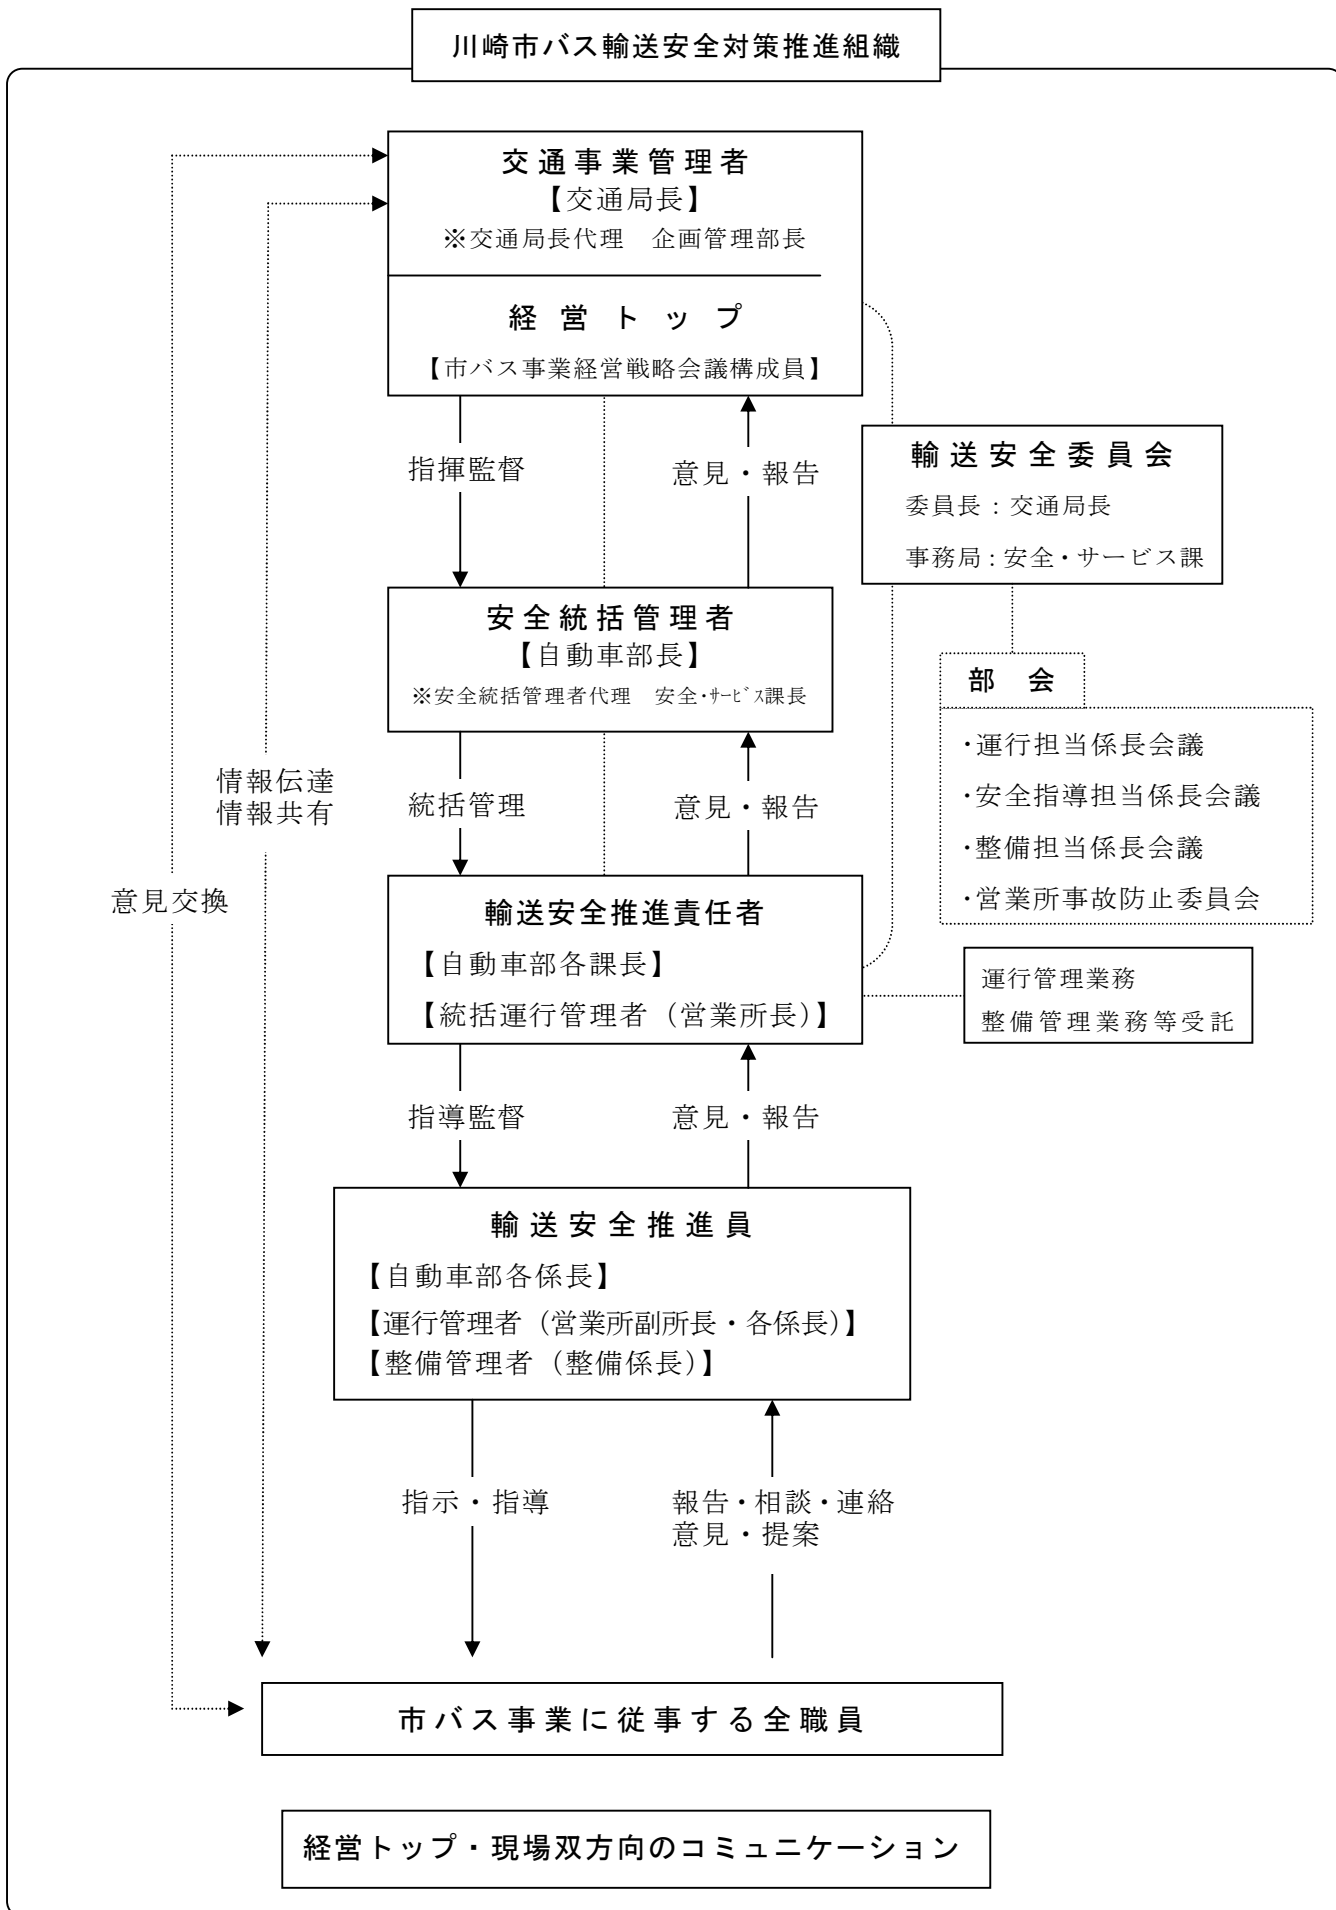 川崎市バス輸送安全対策推進組織
交通事業管理者
【交通局長】
※交通局長代理　企画管理部長
経営トップ
【市バス事業経営戦略会議構成員】
指揮監督
意見・報告
輸送安全委員会
委員長：交通局長
事務局：安全・サービス課
安全統括管理者
【自動車部長】
※安全統括管理者代理　安全・ｻｰﾋﾞｽ課長
部会
・運行担当係長会議
・安全指導担当係長会議
・整備担当係長会議
・営業所事故防止委員会
情報伝達
情報共有
統括管理
意見・報告
意見交換
輸送安全推進責任者
【自動車部各課長】
【統括運行管理者（営業所長）】
運行管理業務
整備管理業務等受託
指導監督
意見・報告
輸送安全推進員
【自動車部各係長】
【運行管理者（営業所副所長・各係長）】
【整備管理者（整備係長）】
指示・指導
報告・相談・連絡
意見・提案
市バス事業に従事する全職員
経営トップ・現場双方向のコミュニケーション